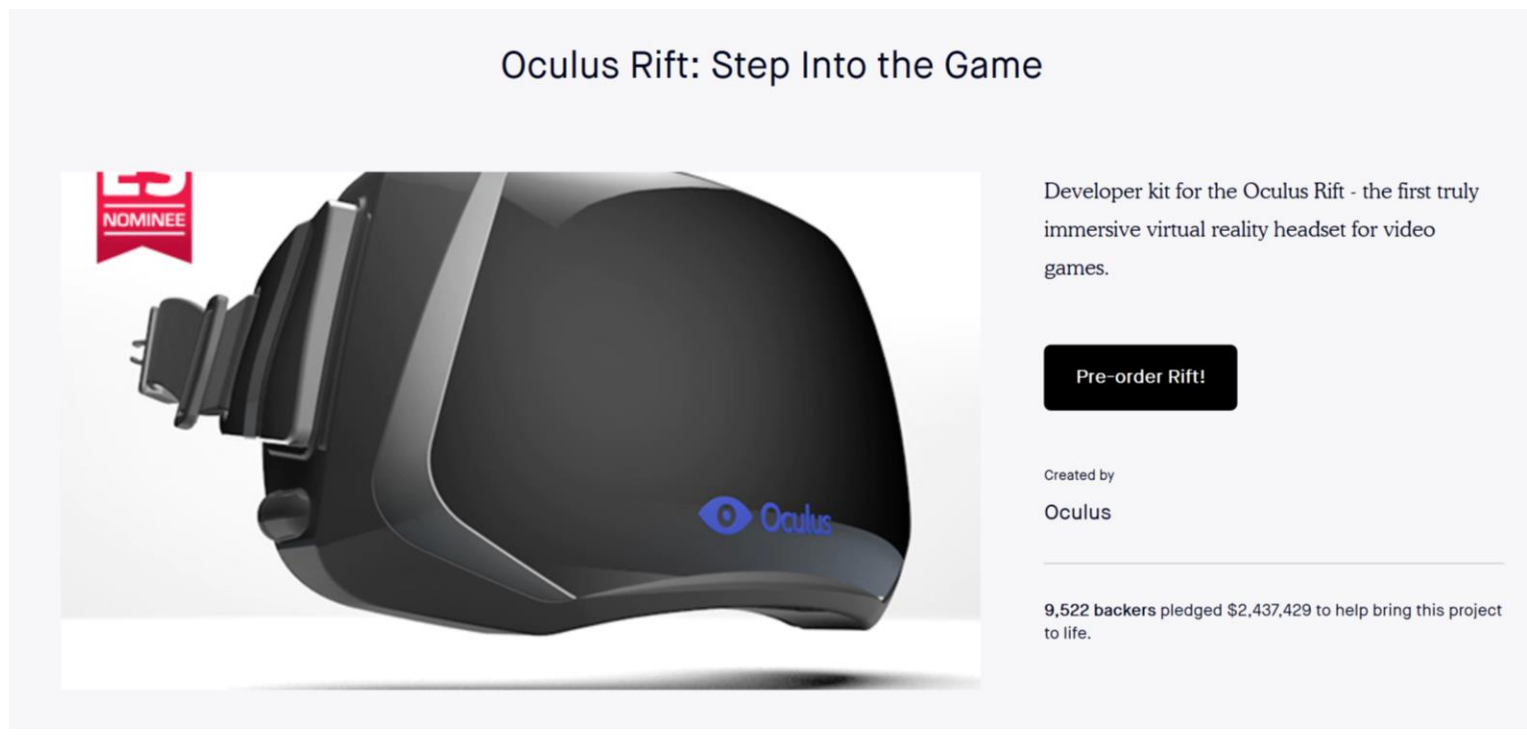 Oculus Rift: Step Into the Game
E3
NOMINEE
Developer kit for the Oculus Rift - the first truly
immersive virtual reality headset for video
games.
Pre-order Rift!
Oculus
Created by
Oculus
9,522 backers pledged $2,437,429 to help bring this project
to life.